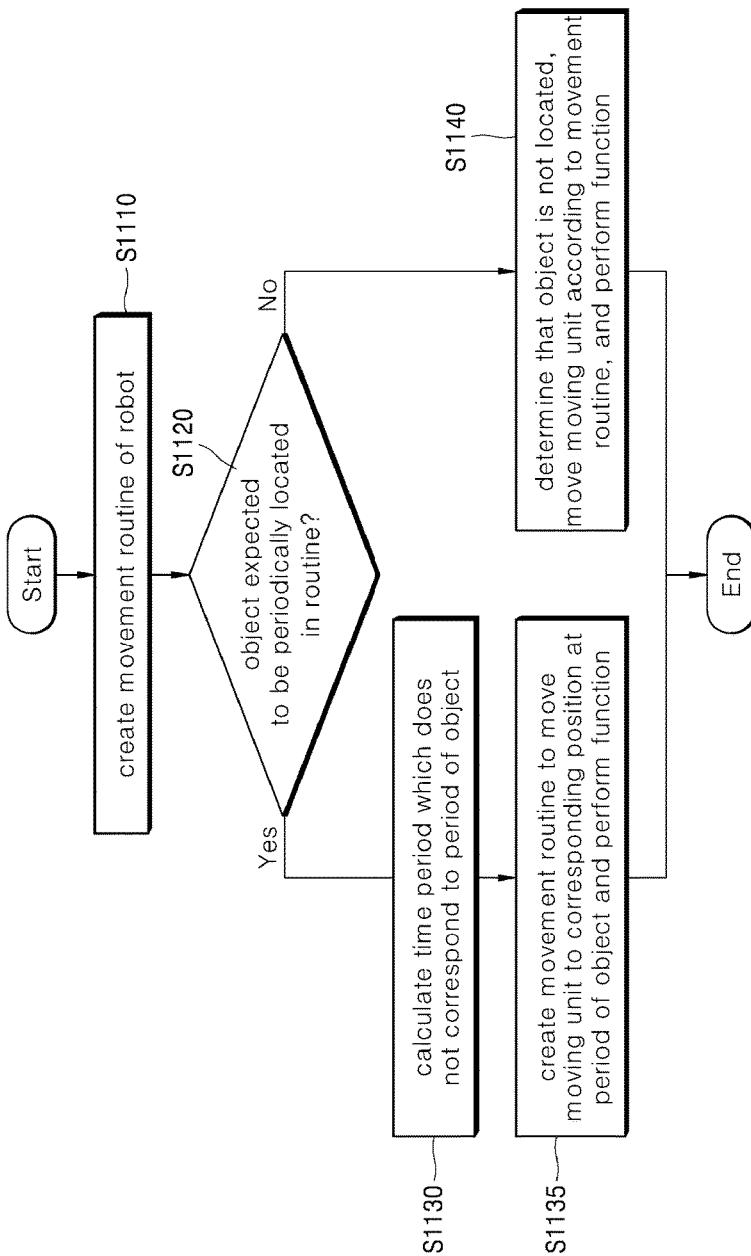 Start
create movement routine of robot
S1110
S1120
object expected
to be periodically located
in routine?
Yes
No
calculate time period which does
not correspond to period of object
S1130
create movement routine to move
moving unit to corresponding position at
period of object and perform function
S1135
S1140
determine that object is not located,
move moving unit according to movement
routine, and perform function
End